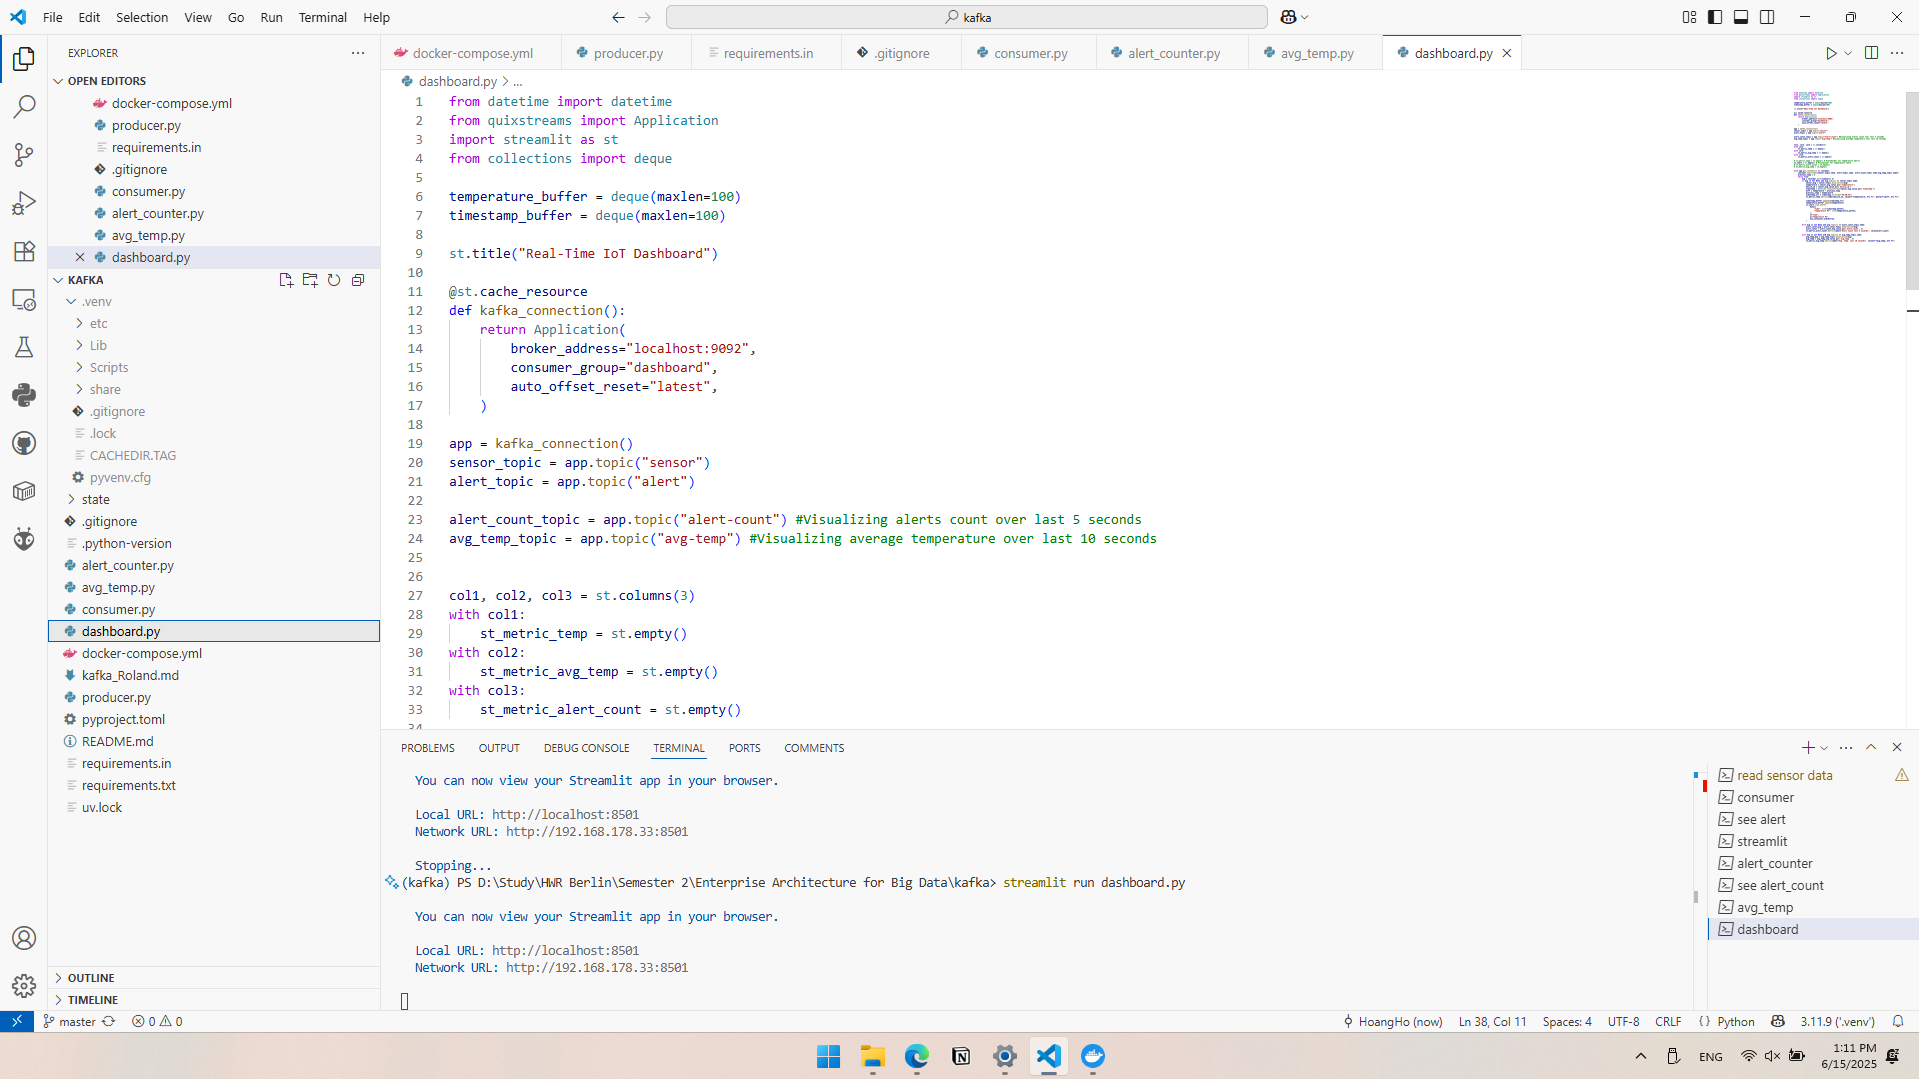 File Edit Selection View Go Run Terminal Help
kafka
EXPLORER
OPEN EDITORS
docker-compose.yml
producer.py
requirements.in
.gitignore
consumer.py
alert_counter.py
avg_temp.py
dashboard.py
KAFKA
.venv
etc
Lib
Scripts
share
.gitignore
.lock
CACHEDIR.TAG
pyvenv.cfg
state
.gitignore
.python-version
alert_counter.py
avg_temp.py
consumer.py
dashboard.py
docker-compose.yml
kafka_Roland.md
producer.py
pyproject.toml
README.md
requirements.in
requirements.txt
uv.lock
OUTLINE
TIMELINE
docker-compose.yml producer.py requirements.in .gitignore consumer.py alert_counter.py avg_temp.py dashboard.py
dashboard.py > ...
1 from datetime import datetime
2 from quixstreams import Application
3 import streamlit as st
4 from collections import deque
5
6 temperature_buffer = deque(maxlen=100)
7 timestamp_buffer = deque(maxlen=100)
8
9 st.title("Real-Time IoT Dashboard")
10
11 @st.cache_resource
12 def kafka_connection():
13 return Application(
14 broker_address="localhost:9092",
15 consumer_group="dashboard",
16 auto_offset_reset="latest",
17 )
18
19 app = kafka_connection()
20 sensor_topic = app.topic("sensor")
21 alert_topic = app.topic("alert")
22
23 alert_count_topic = app.topic("alert-count") #Visualizing alerts count over last 5 seconds
24 avg_temp_topic = app.topic("avg-temp") #Visualizing average temperature over last 10 seconds
25
26
27 col1, col2, col3 = st.columns(3)
28 with col1:
29 st_metric_temp = st.empty()
30 with col2:
31 st_metric_avg_temp = st.empty()
32 with col3:
33 st_metric_alert_count = st.empty()
34
PROBLEMS OUTPUT DEBUG CONSOLE TERMINAL PORTS COMMENTS
You can now view your Streamlit app in your browser.
Local URL: http://localhost:8501
Network URL: http://192.168.178.33:8501
Stopping...
(kafka) PS D:\Study\HWR Berlin\Semester 2\Enterprise Architecture for Big Data\kafka> streamlit run dashboard.py
You can now view your Streamlit app in your browser.
Local URL: http://localhost:8501
Network URL: http://192.168.178.33:8501
read sensor data
consumer
see alert
streamlit
alert_counter
see alert_count
avg_temp
dashboard
master 0 0 HoangHo (now) Ln 38, Col 11 Spaces: 4 UTF-8 CRLF Python 3.11.9 ('.venv')
ENG 1:11 PM
6/15/2025